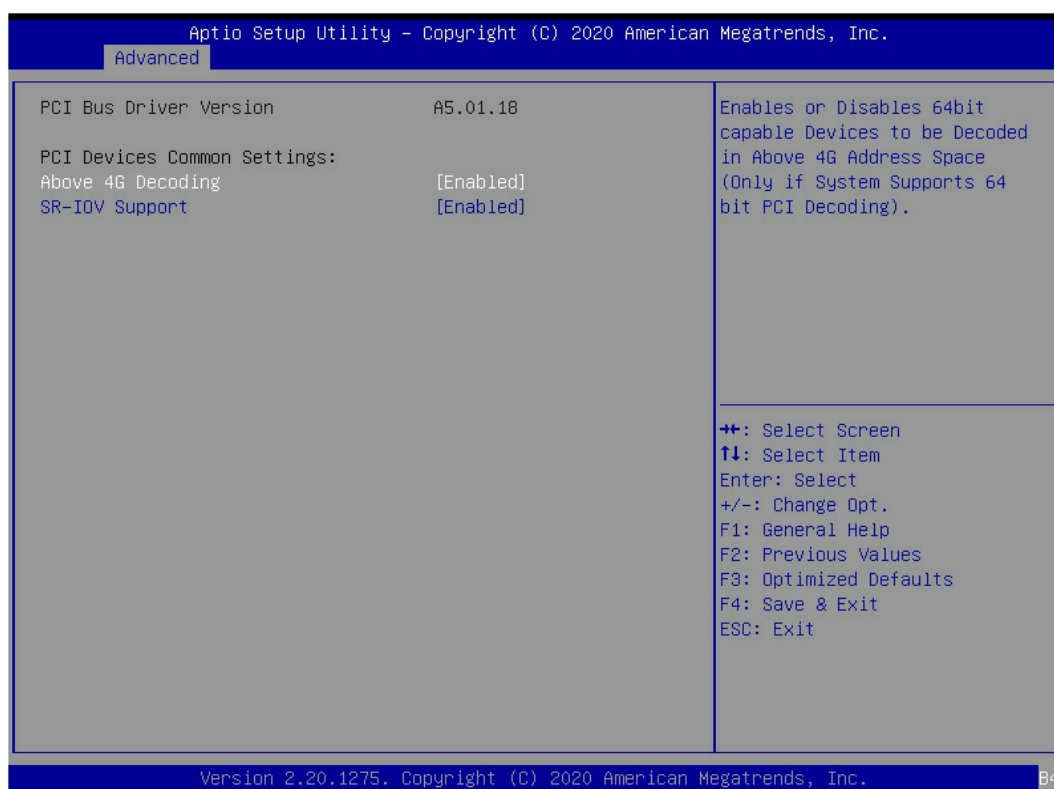 Aptio Setup Utility – Copyright (C) 2020 American Megatrends, Inc.
Advanced
PCI Bus Driver Version A5.01.18
PCI Devices Common Settings:
Above 4G Decoding [Enabled]
SR-IOV Support [Enabled]
Enables or Disables 64bit
capable Devices to be Decoded
in Above 4G Address Space
(Only if System Supports 64
bit PCI Decoding).
→←: Select Screen
↑↓: Select Item
Enter: Select
+/-: Change Opt.
F1: General Help
F2: Previous Values
F3: Optimized Defaults
F4: Save & Exit
ESC: Exit
Version 2.20.1275. Copyright (C) 2020 American Megatrends, Inc.